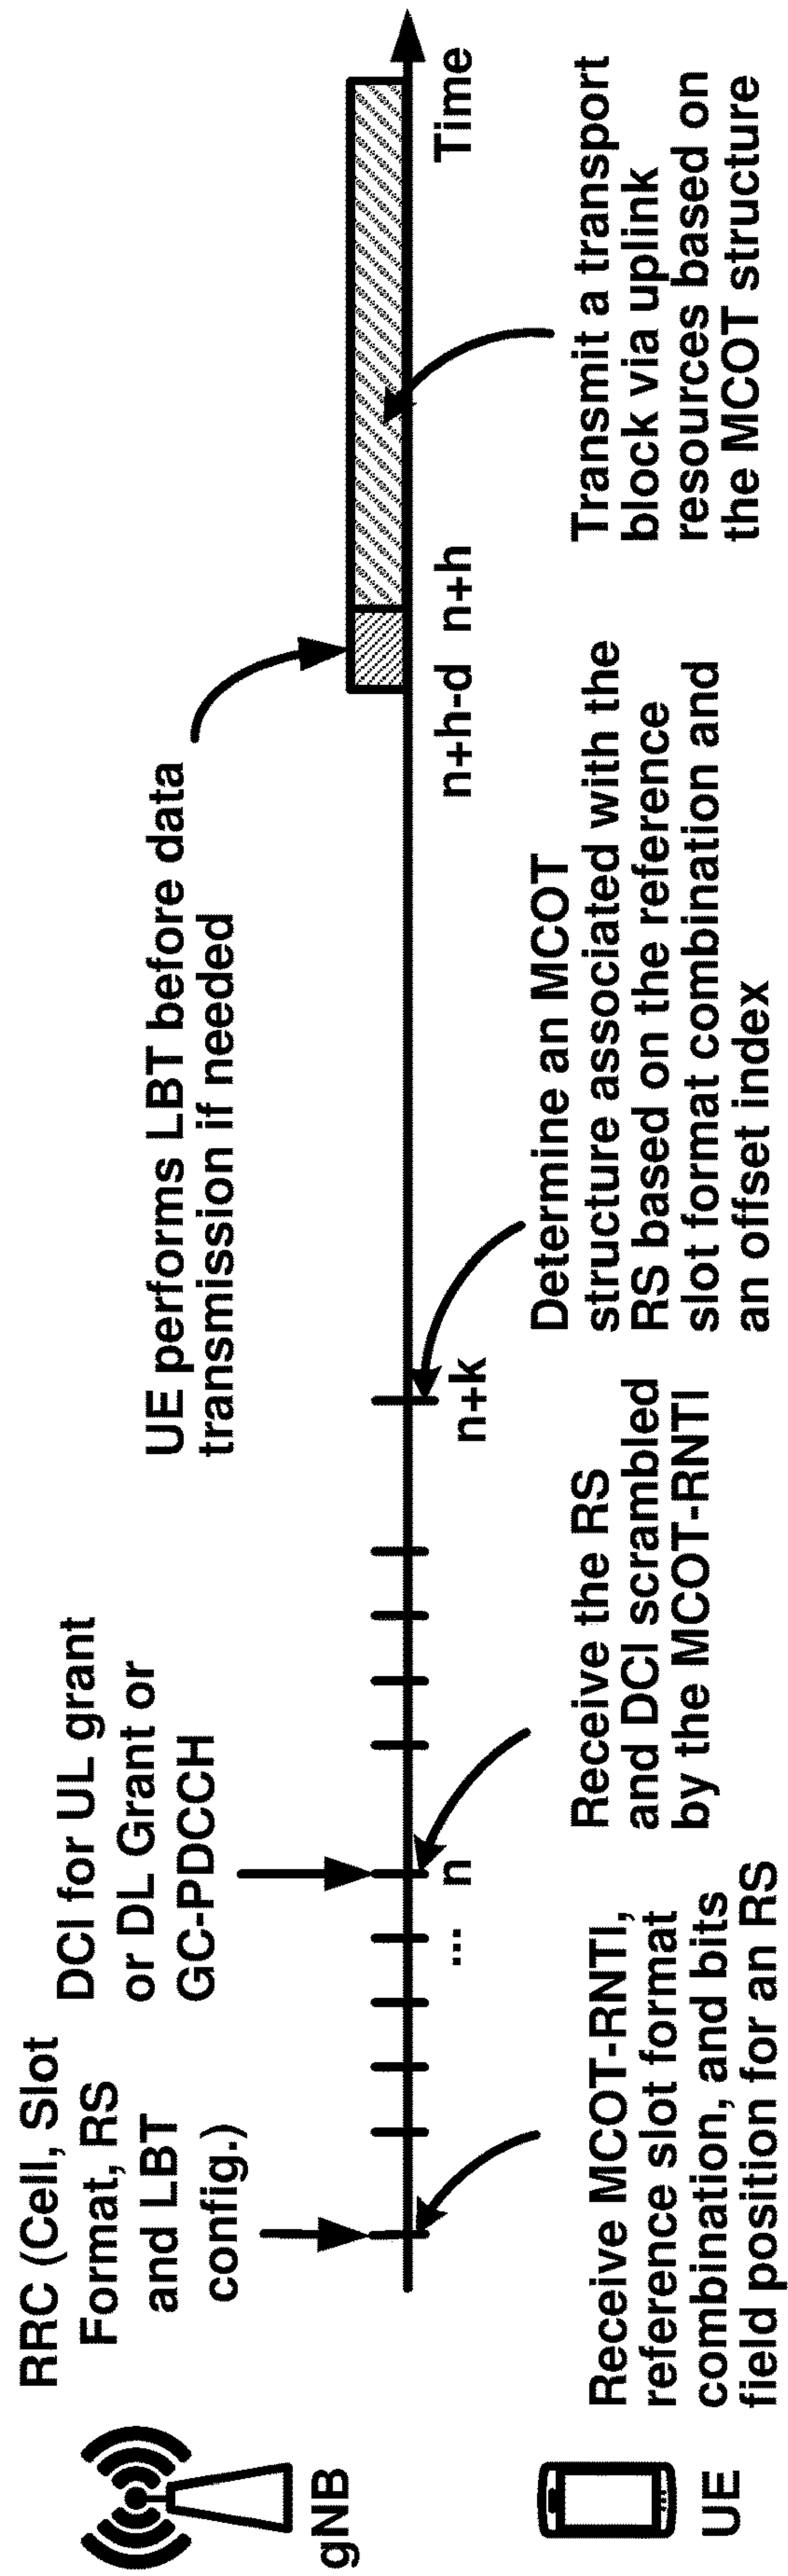 gNB
RRC (Cell, Slot
Format, RS
and LBT
config.)
DCI for UL grant
or DL Grant or
GC-PDCCH
UE performs LBT before data
transmission if needed
... n
n+k
n+h-d n+h
Time
UE
Receive MCOT-RNTI,
reference slot format
combination, and bits
field position for an RS
Receive the RS
and DCI scrambled
by the MCOT-RNTI
Determine an MCOT
structure associated with the
RS based on the reference
slot format combination and
an offset index
Transmit a transport
block via uplink
resources based on
the MCOT structure